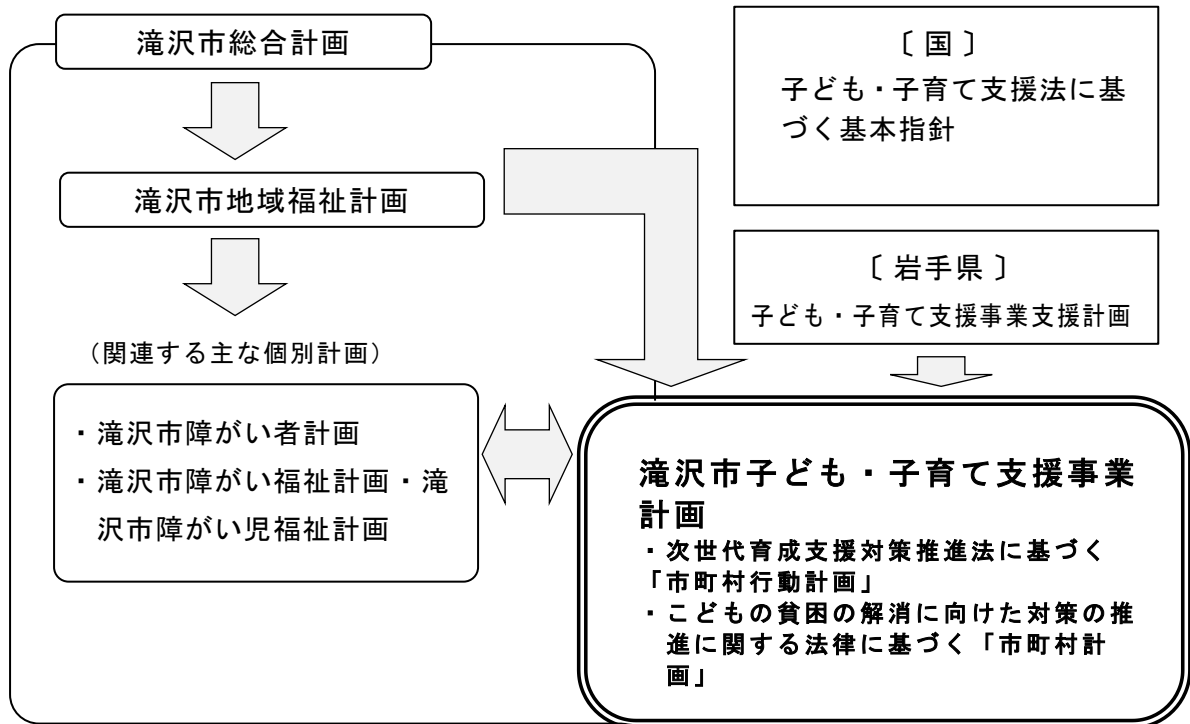 滝沢市総合計画
滝沢市地域福祉計画
（関連する主な個別計画）
・滝沢市障がい者計画
・滝沢市障がい福祉計画・滝
沢市障がい児福祉計画
〔 国 〕
子ども・子育て支援法に基
づく基本指針
〔 岩手県 〕
子ども・子育て支援事業支援計画
滝沢市子ども・子育て支援事業
計画
・次世代育成支援対策推進法に基づく
「市町村行動計画」
・こどもの貧困の解消に向けた対策の推
進に関する法律に基づく「市町村計
画」